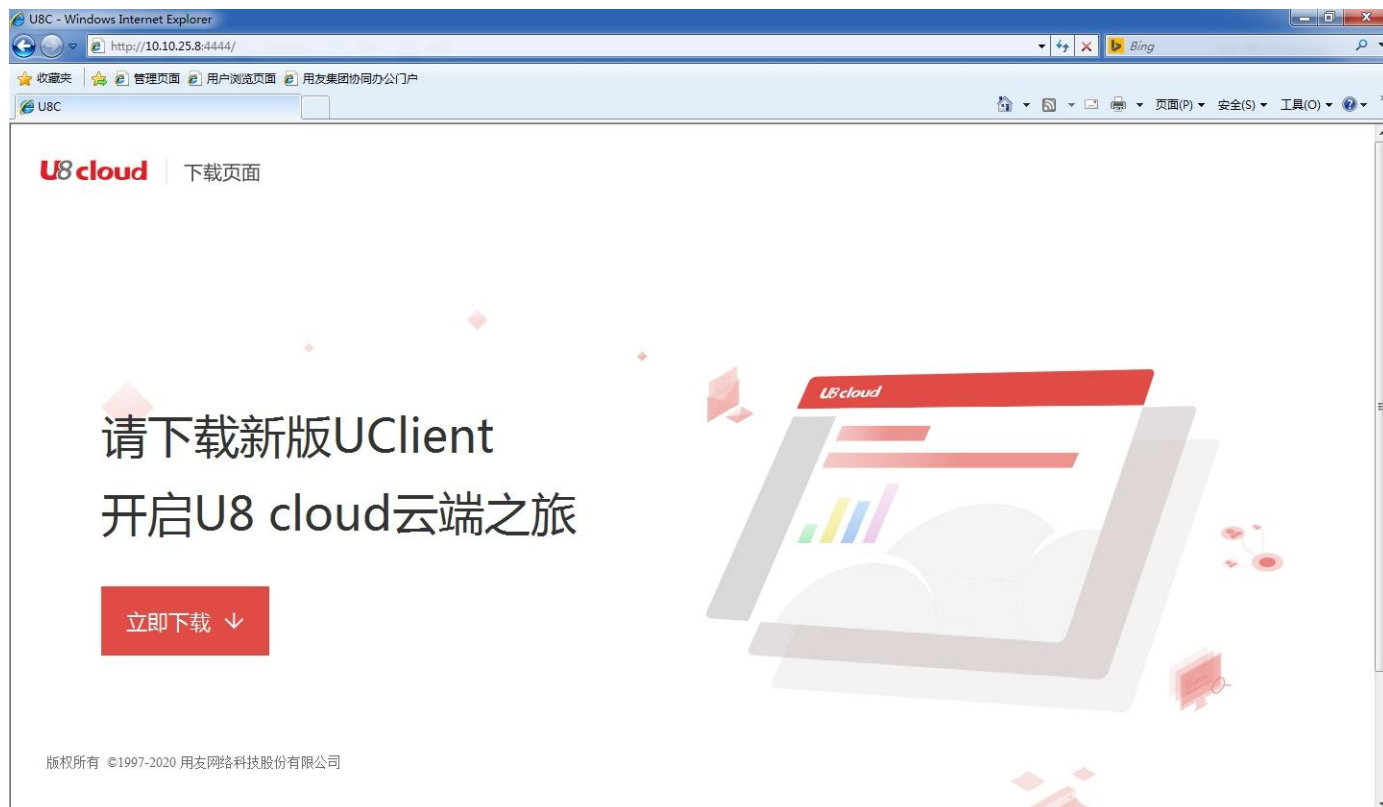 U8C - Windows Internet Explorer
http://10.10.25.8:4444/
Bing
收藏夹 管理页面 用户浏览页面 用友集团协同办公门户
U8C
页面(P) 安全(S) 工具(O)
U8 cloud 下载页面
U8 cloud
请下载新版UClient
开启U8 cloud云端之旅
立即下载
版权所有 ©1997-2020 用友网络科技股份有限公司